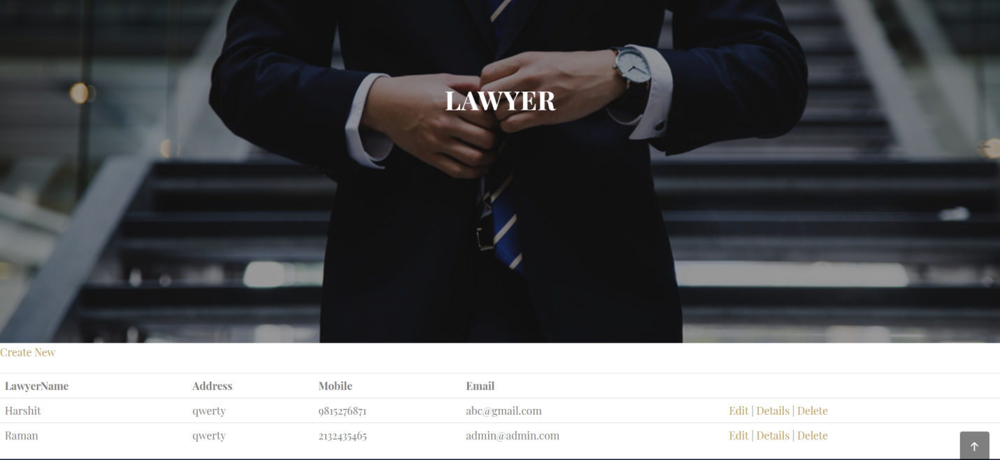 LAWYER
Create New
LawyerName Address Mobile Email
Harshit qwerty 9815276871 abc@gmail.com Edit | Details | Delete
Raman qwerty 2132435465 admin@admin.com Edit | Details | Delete